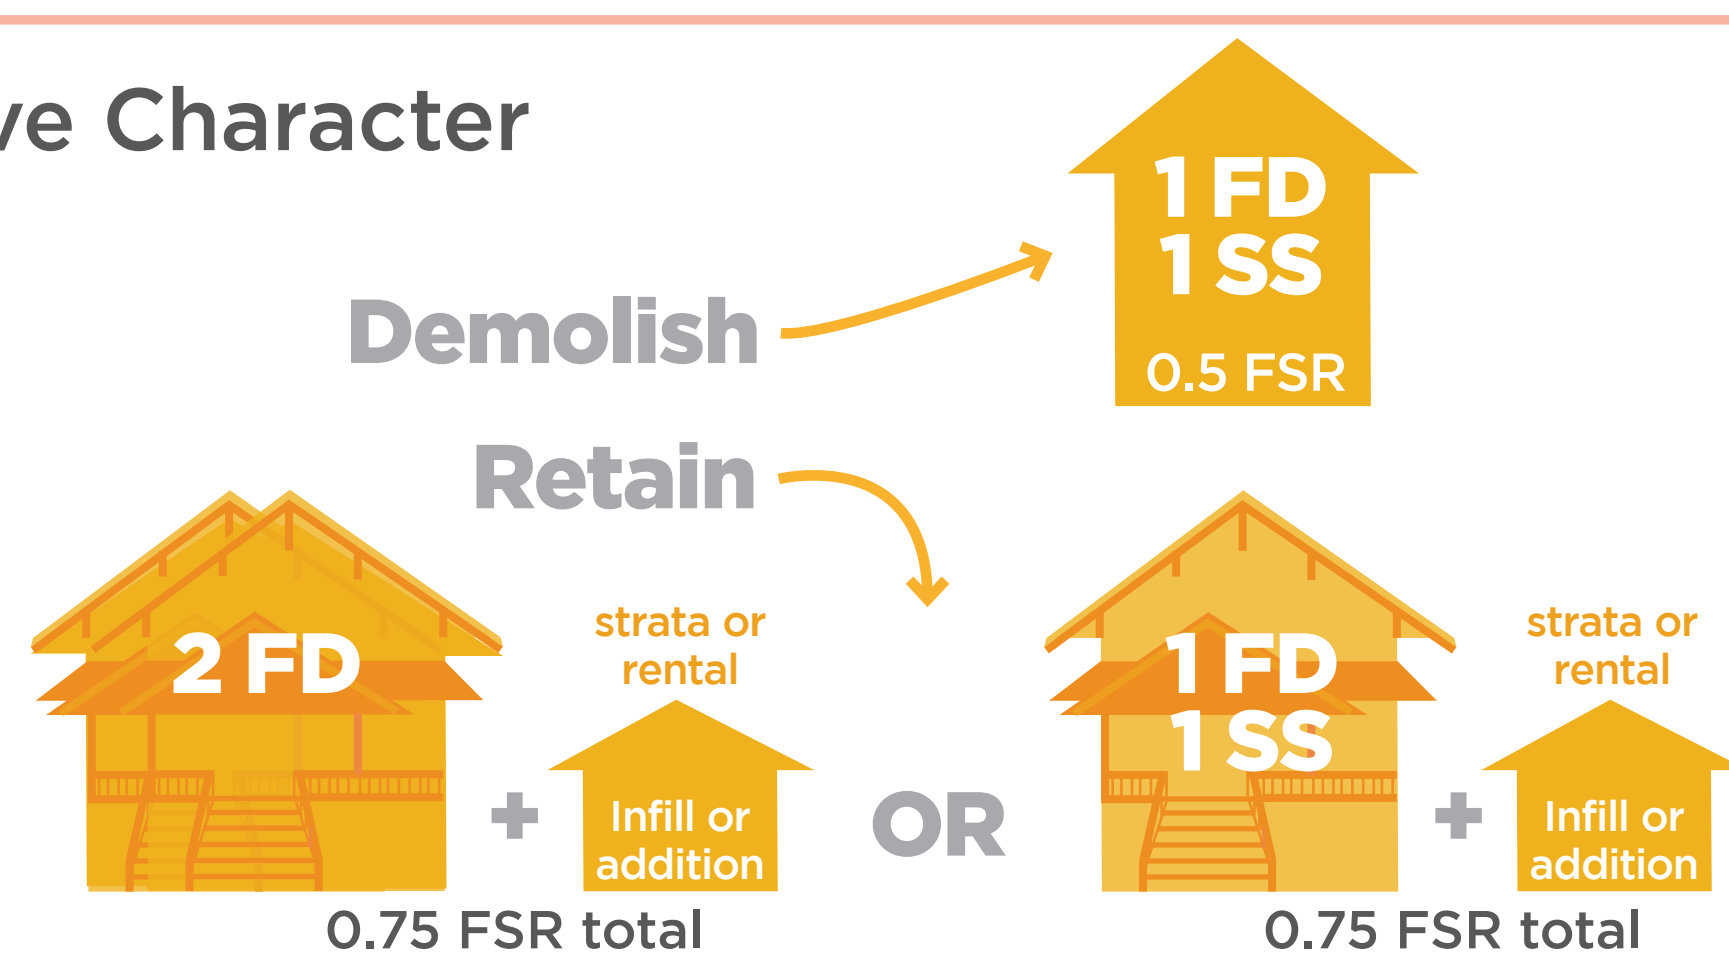 ve Character
1 FD
1 SS
0.5 FSR
Demolish
Retain
2 FD
strata or
rental
+
Infill or
addition
0.75 FSR total
OR
1 FD
1 SS
strata or
rental
+
Infill or
addition
0.75 FSR total